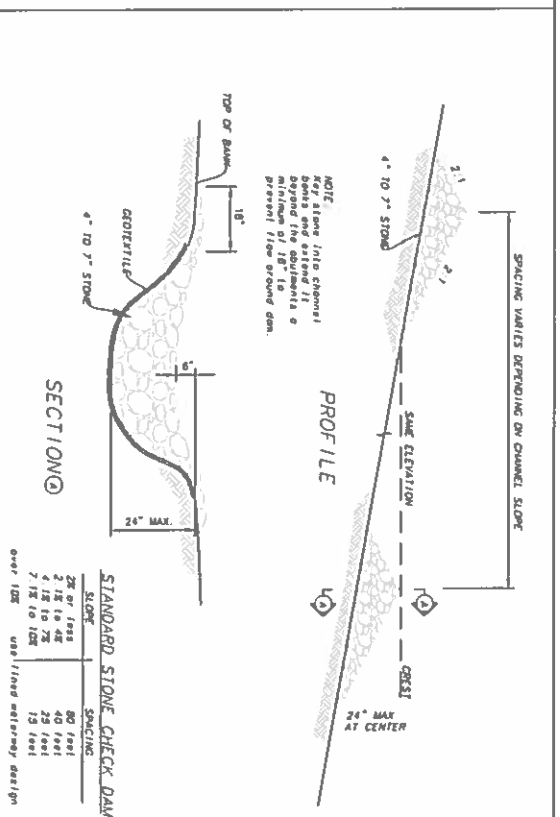 SPACING VARIES DEPENDING ON CHANNEL SLOPE
2:1
2:1
4" TO 7" STONE
SAME ELEVATION
CREST
A
A
24" MAX
AT CENTER
PROFILE
NOTE
Key stone into channel
banks and extend it
beyond the abutments a
minimum of 18" to
prevent flow around dam.
TOP OF BANK
18"
GEOTEXTILE
4" TO 7" STONE
6"
24" MAX.
SECTION A
STANDARD STONE CHECK DAM
SLOPE SPACING
2% or less 80 feet
2.1% to 4% 40 feet
4.1% to 7% 25 feet
7.1% to 10% 15 feet
over 10% use lined waterway design